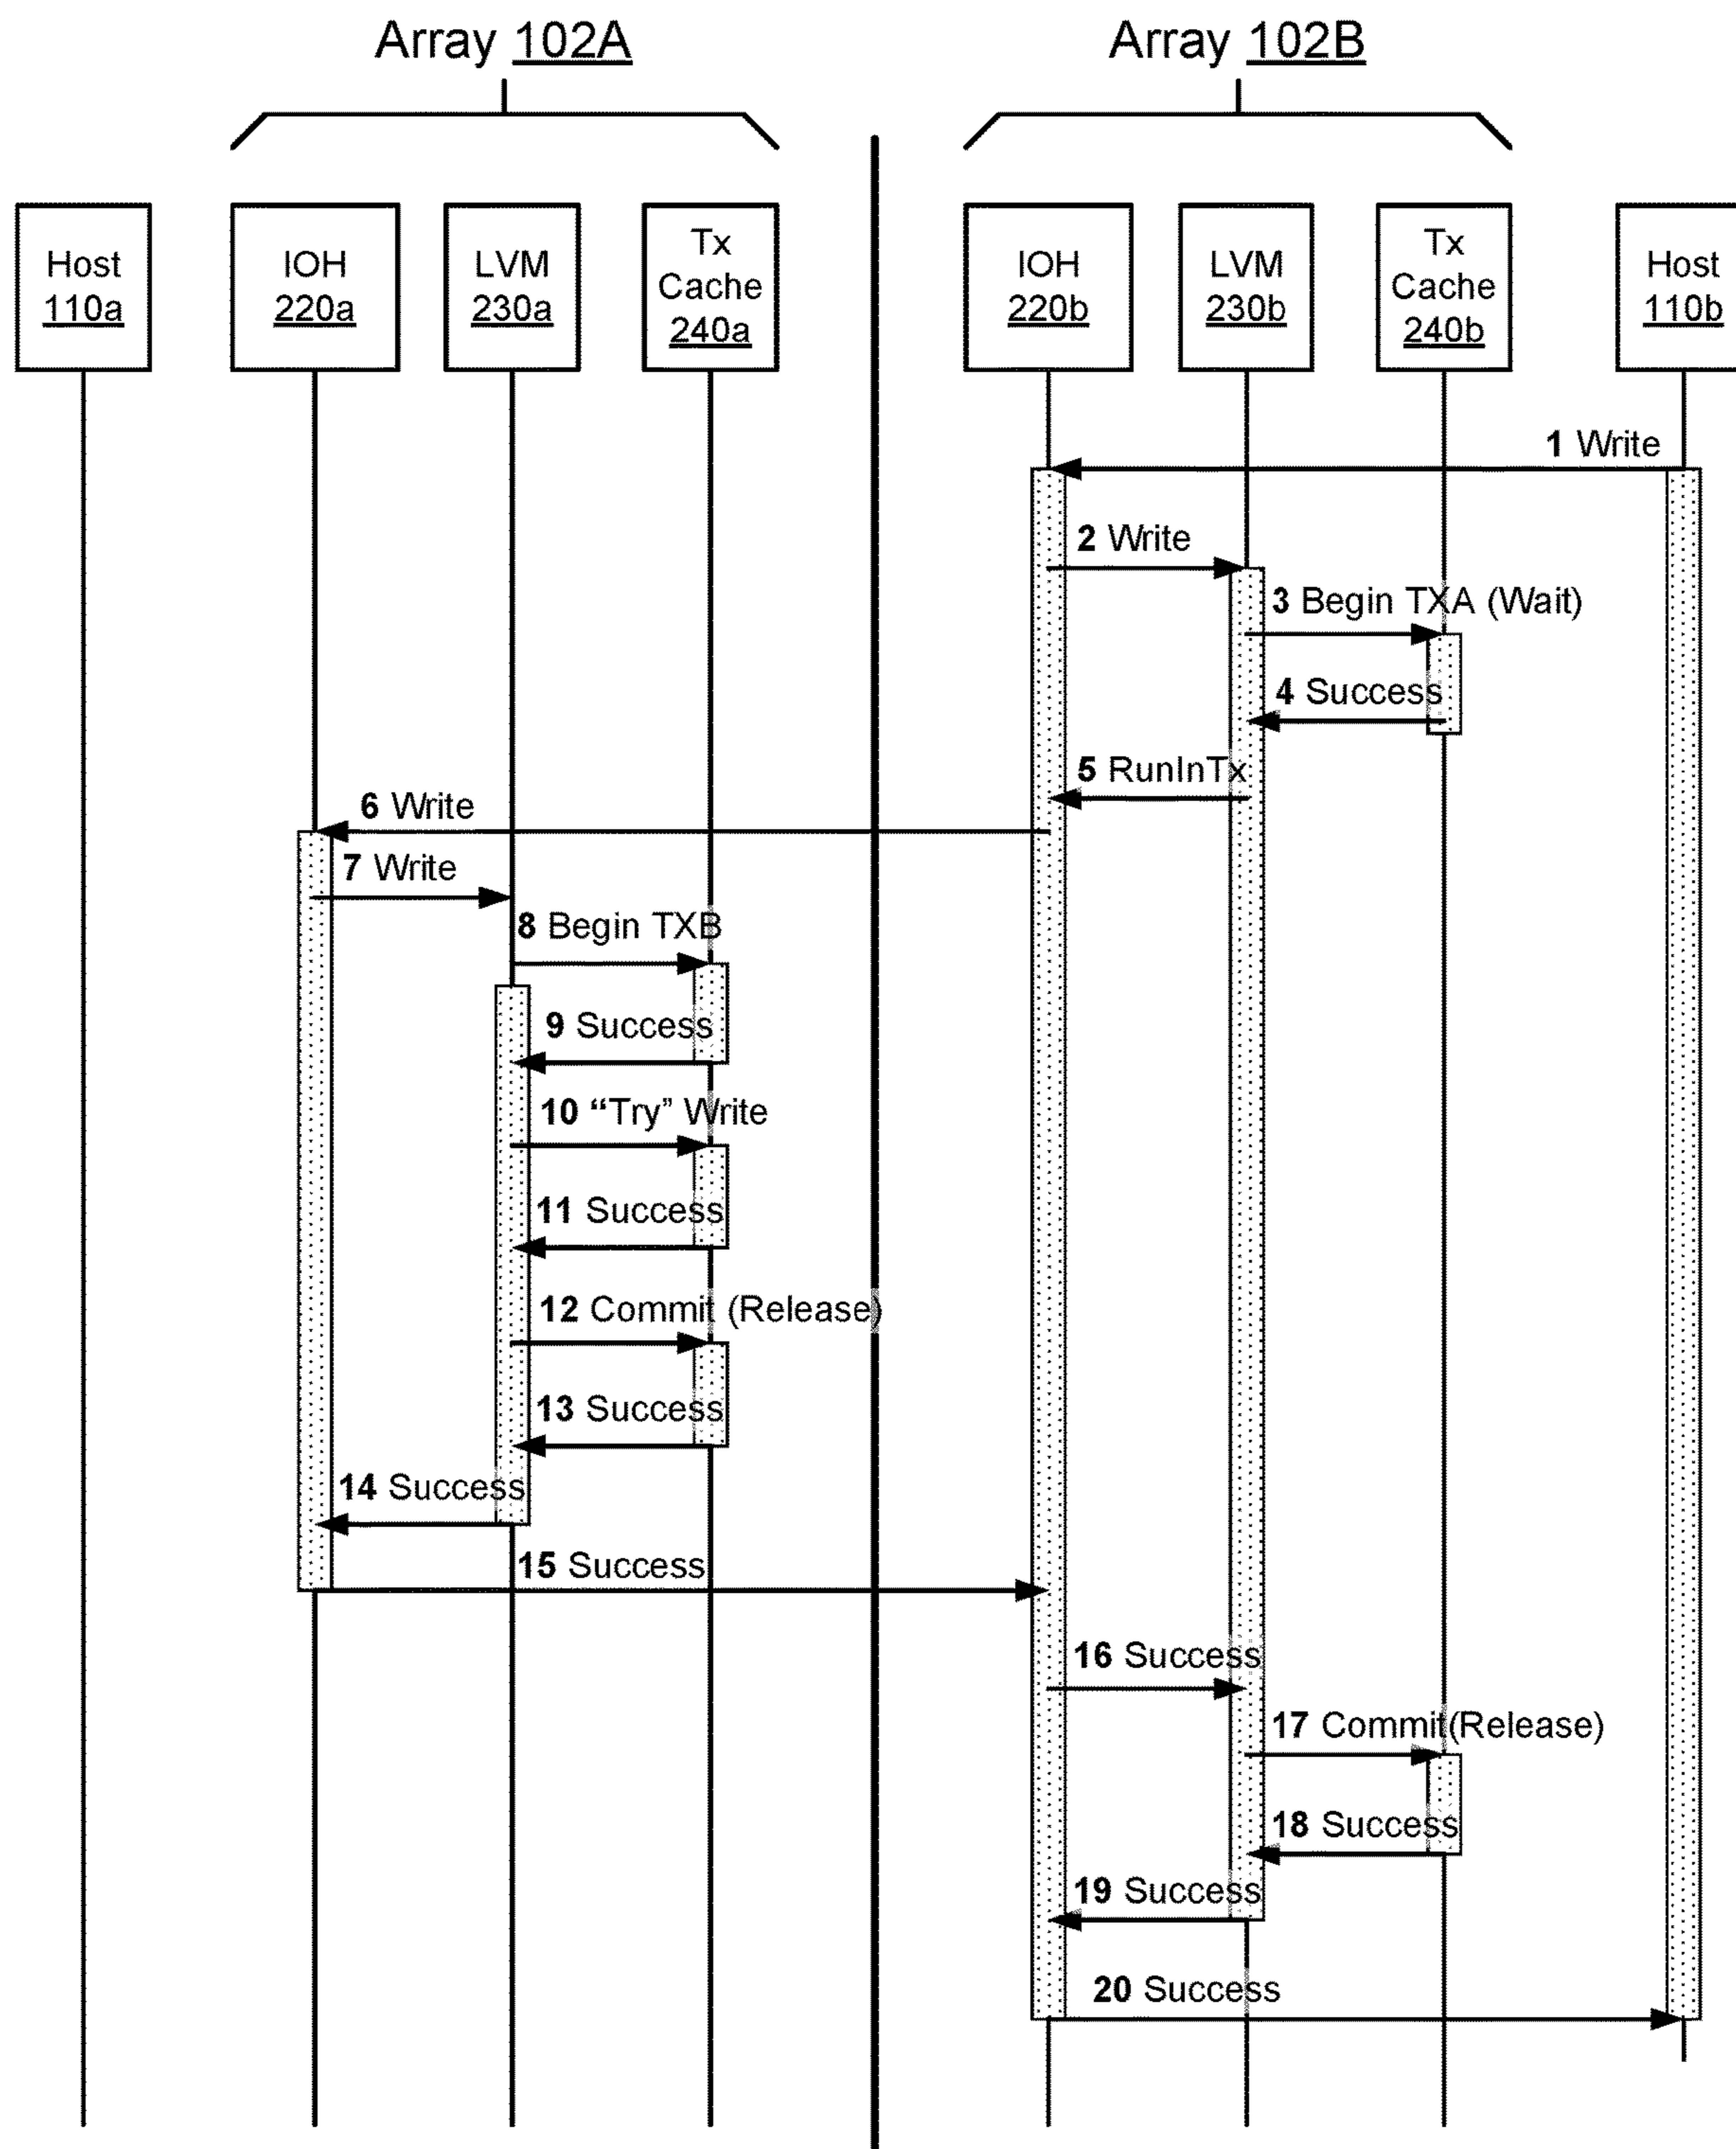 Array 102A
Array 102B
Host
110a
IOH
220a
LVM
230a
Tx
Cache
240a
IOH
220b
LVM
230b
Tx
Cache
240b
Host
110b
1 Write
2 Write
3 Begin TXA (Wait)
4 Success
5 RunInTx
6 Write
7 Write
8 Begin TXB
9 Success
10 “Try” Write
11 Success
12 Commit (Release)
13 Success
14 Success
15 Success
16 Success
17 Commit(Release)
18 Success
19 Success
20 Success